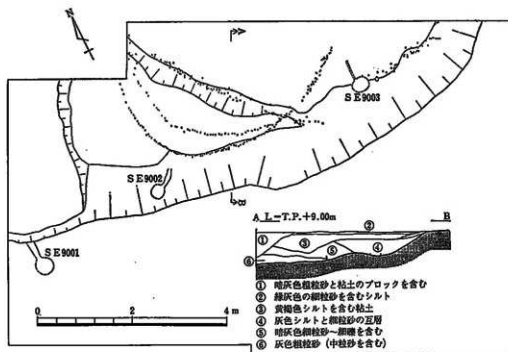 N
A
SE9003
SE9002
B
A L=T.P.+9.00m B
① ② ③ ④ ⑤ ⑥
SE9001
① 暗灰色粗粒砂と粘土のブロックを含む
② 緑灰色の細粒砂を含むシルト
③ 黄褐色シルトを含む粘土
④ 灰色シルトと細粒砂の互層
⑤ 暗灰色細粒砂~細礫を含む
⑥ 灰色粗粒砂(中粒砂を含む)
0 2 4m